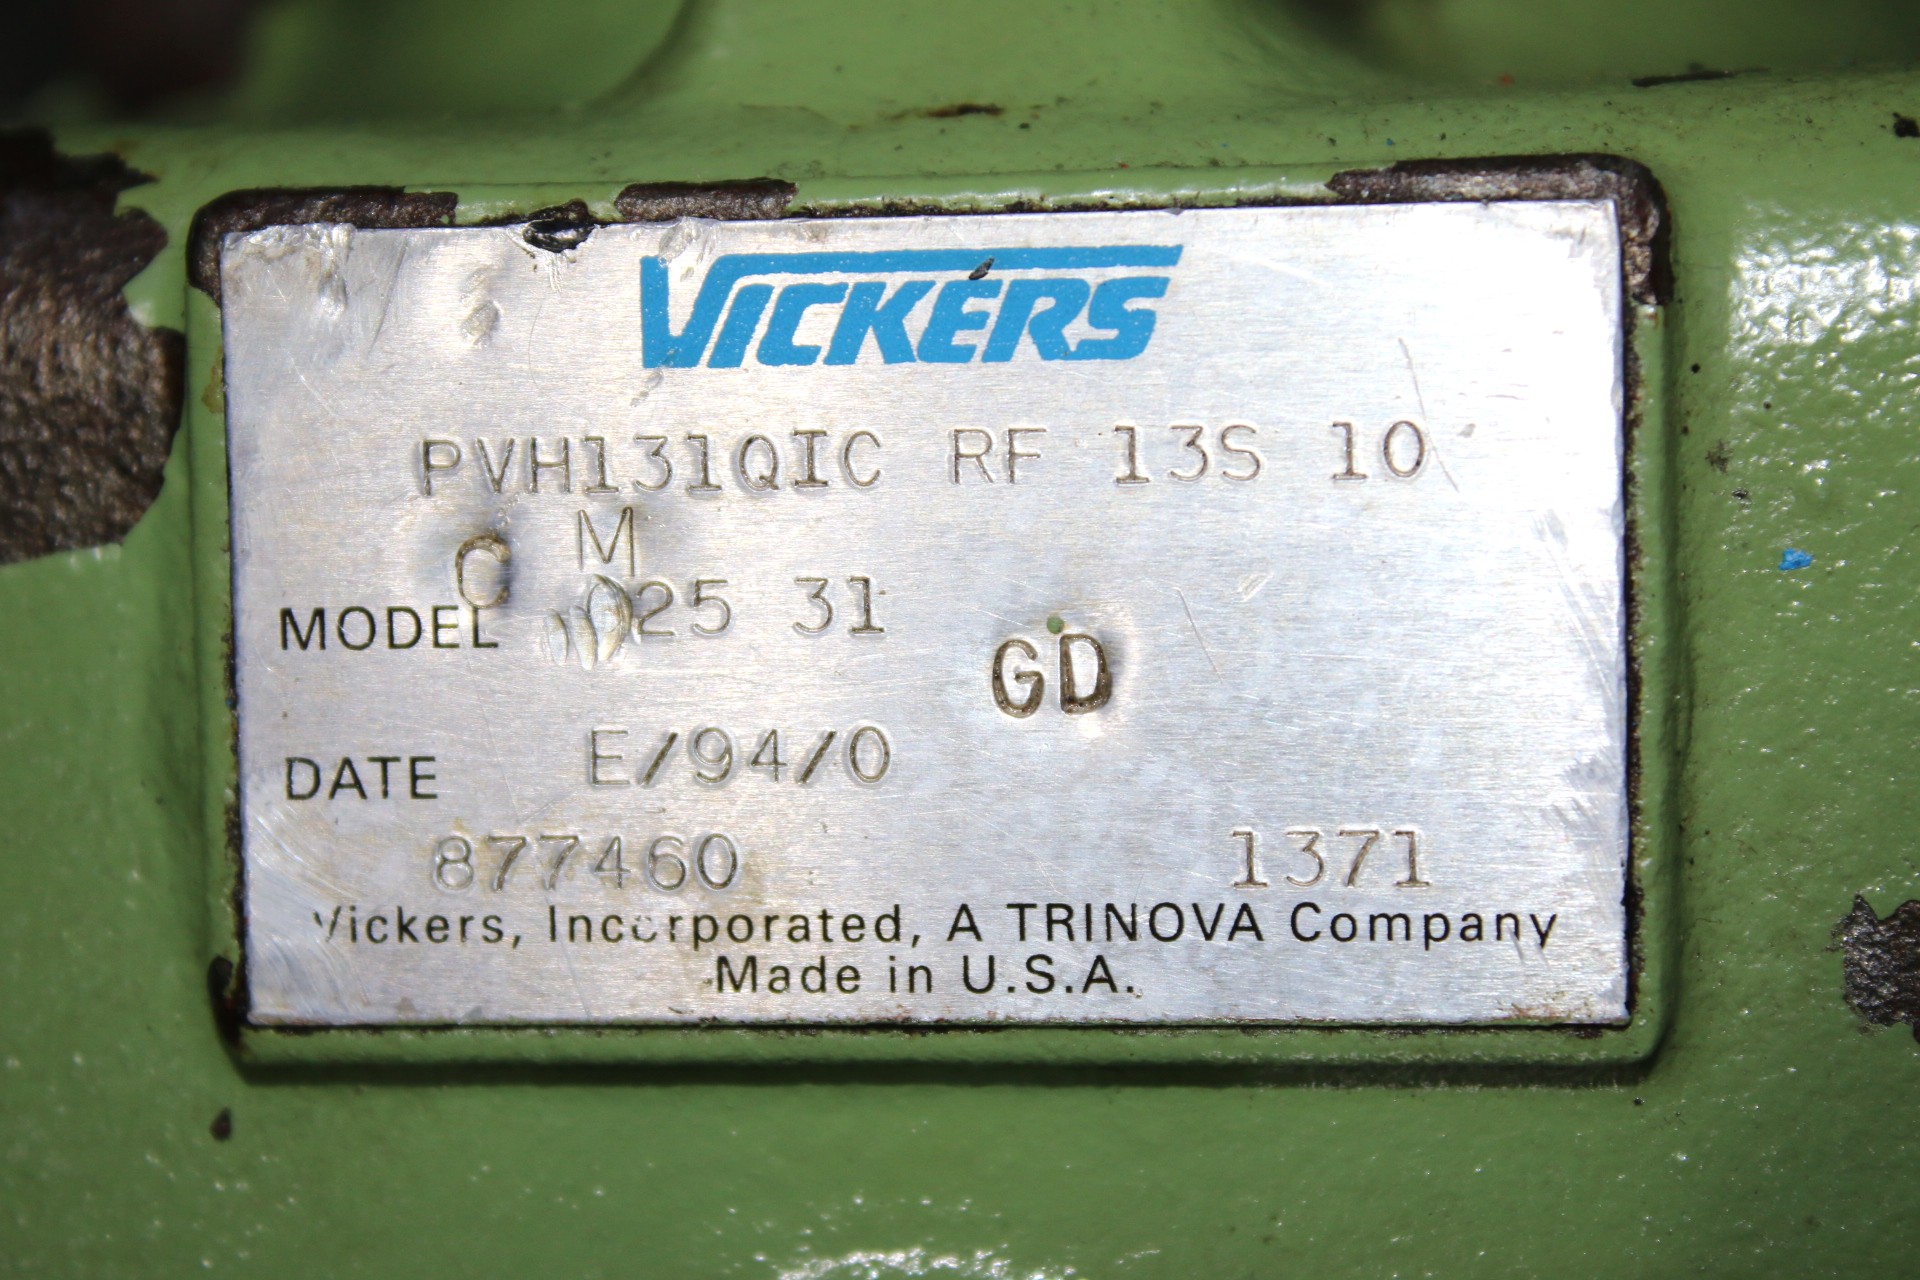 VICKERS
PVH131QIC RF 13S 10
C M
MODEL 25 31
GD
DATE E/94/0
877460 1371
Vickers, Incorporated, A TRINOVA Company
Made in U.S.A.